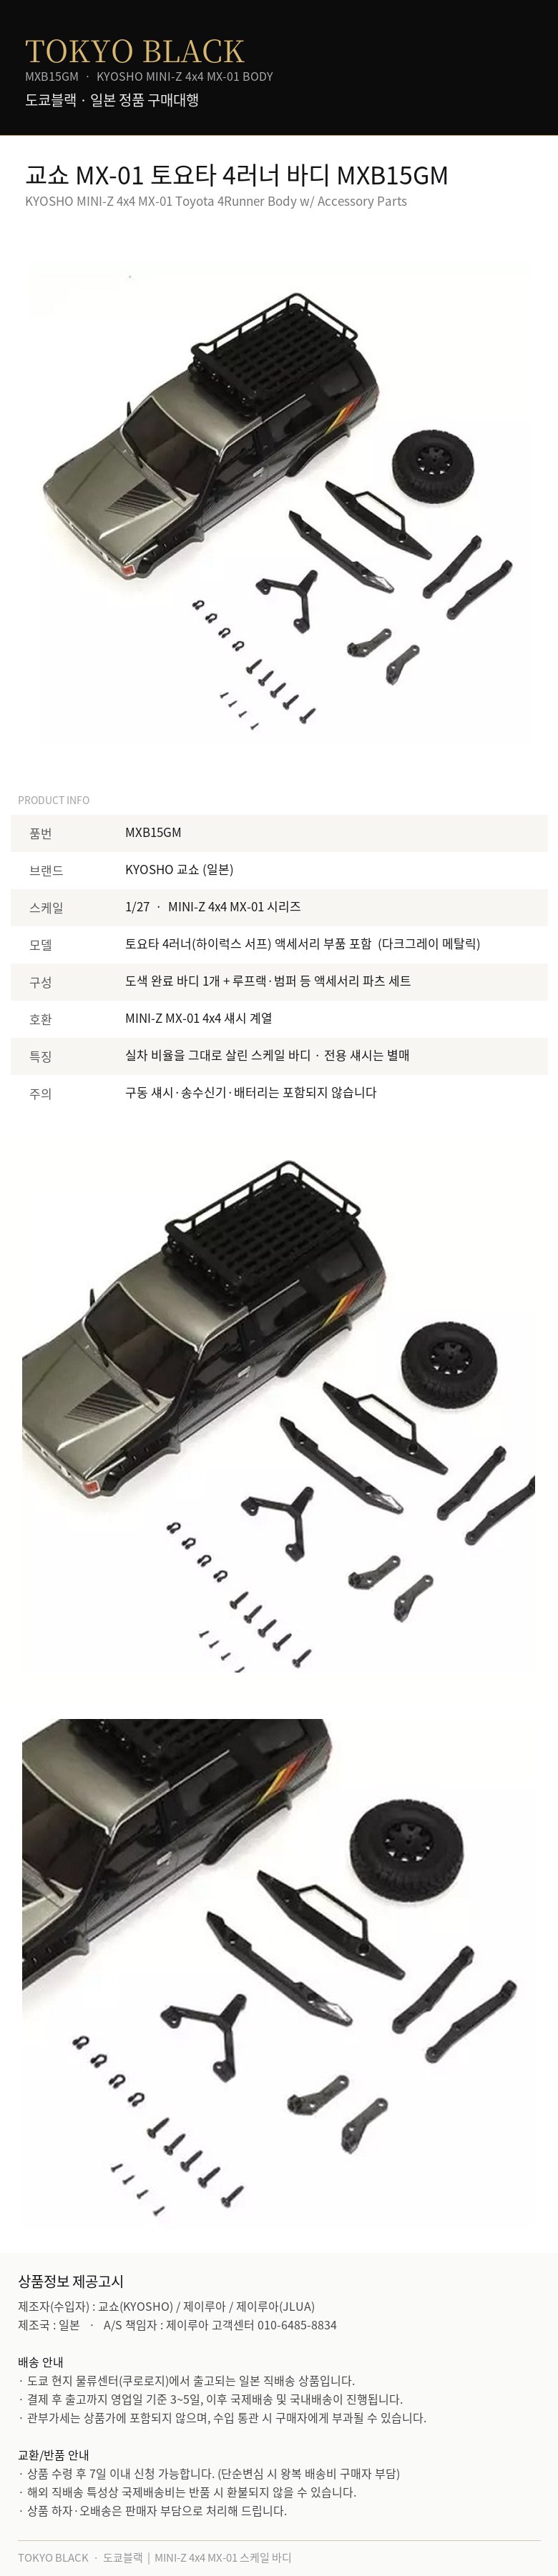 TOKYO BLACK
MXB15GM · KYOSHO MINI-Z 4x4 MX-01 BODY
도쿄블랙 · 일본 정품 구매대행
교쇼 MX-01 토요타 4러너 바디 MXB15GM
KYOSHO MINI-Z 4x4 MX-01 Toyota 4Runner Body w/ Accessory Parts
PRODUCT INFO
품번 MXB15GM
브랜드 KYOSHO 교쇼 (일본)
스케일 1/27 · MINI-Z 4x4 MX-01 시리즈
모델 토요타 4러너(하이럭스 서프) 액세서리 부품 포함 (다크그레이 메탈릭)
구성 도색 완료 바디 1개 + 루프랙·범퍼 등 액세서리 파츠 세트
호환 MINI-Z MX-01 4x4 섀시 계열
특징 실차 비율을 그대로 살린 스케일 바디 · 전용 섀시는 별매
주의 구동 섀시·송수신기·배터리는 포함되지 않습니다
상품정보 제공고시
제조자(수입자) : 교쇼(KYOSHO) / 제이루아 / 제이루아(JLUA)
제조국 : 일본 · A/S 책임자 : 제이루아 고객센터 010-6485-8834
배송 안내
· 도쿄 현지 물류센터(쿠로로지)에서 출고되는 일본 직배송 상품입니다.
· 결제 후 출고까지 영업일 기준 3~5일, 이후 국제배송 및 국내배송이 진행됩니다.
· 관부가세는 상품가에 포함되지 않으며, 수입 통관 시 구매자에게 부과될 수 있습니다.
교환/반품 안내
· 상품 수령 후 7일 이내 신청 가능합니다. (단순변심 시 왕복 배송비 구매자 부담)
· 해외 직배송 특성상 국제배송비는 반품 시 환불되지 않을 수 있습니다.
· 상품 하자·오배송은 판매자 부담으로 처리해 드립니다.
TOKYO BLACK · 도쿄블랙 | MINI-Z 4x4 MX-01 스케일 바디